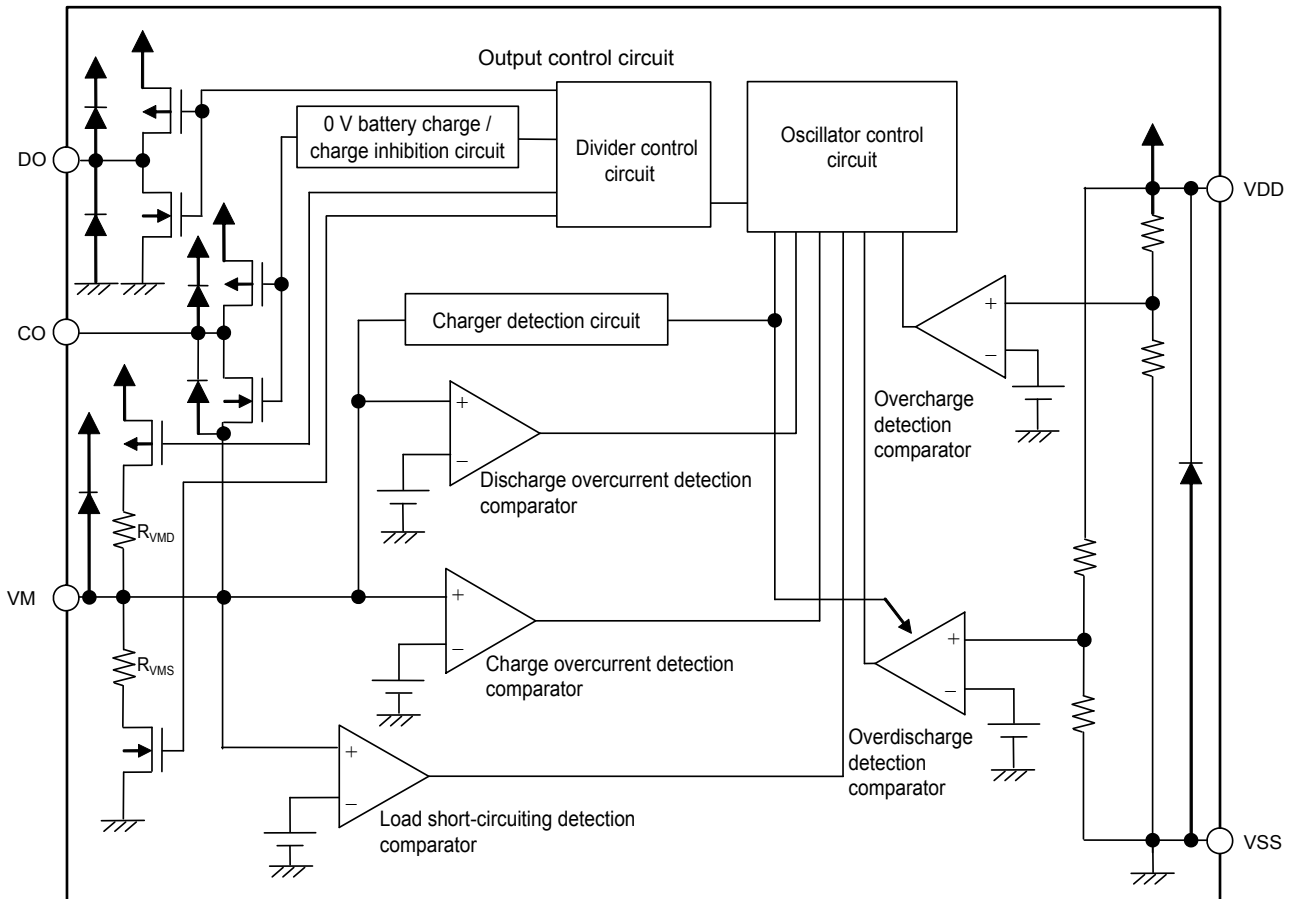 Output control circuit
0 V battery charge /
charge inhibition circuit
Divider control
circuit
Oscillator control
circuit
DO
VDD
CO
Charger detection circuit
+
−
Overcharge
detection
comparator
+
−
Discharge overcurrent detection
comparator
RVMD
VM
+
−
Charge overcurrent detection
comparator
RVMS
+
−
Overdischarge
detection
comparator
+
−
Load short-circuiting detection
comparator
VSS